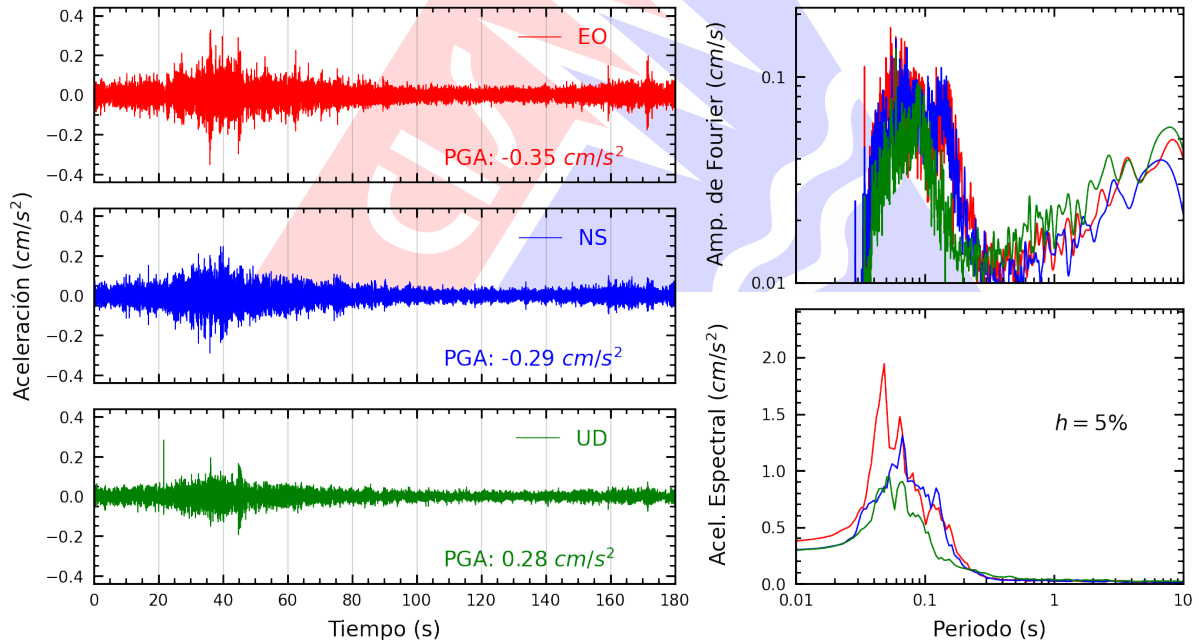 Aceleración (cm/s²)
0.4
0.2
0.0
−0.2
−0.4
EO
PGA: -0.35 cm/s²
0.4
0.2
0.0
−0.2
−0.4
NS
PGA: -0.29 cm/s²
0.4
0.2
0.0
−0.2
−0.4
UD
PGA: 0.28 cm/s²
0 20 40 60 80 100 120 140 160 180
Tiempo (s)
Amp. de Fourier (cm/s)
0.1
0.01
Acel. Espectral (cm/s²)
2.0
1.5
1.0
0.5
0.0
h = 5%
0.01 0.1 1 10
Periodo (s)